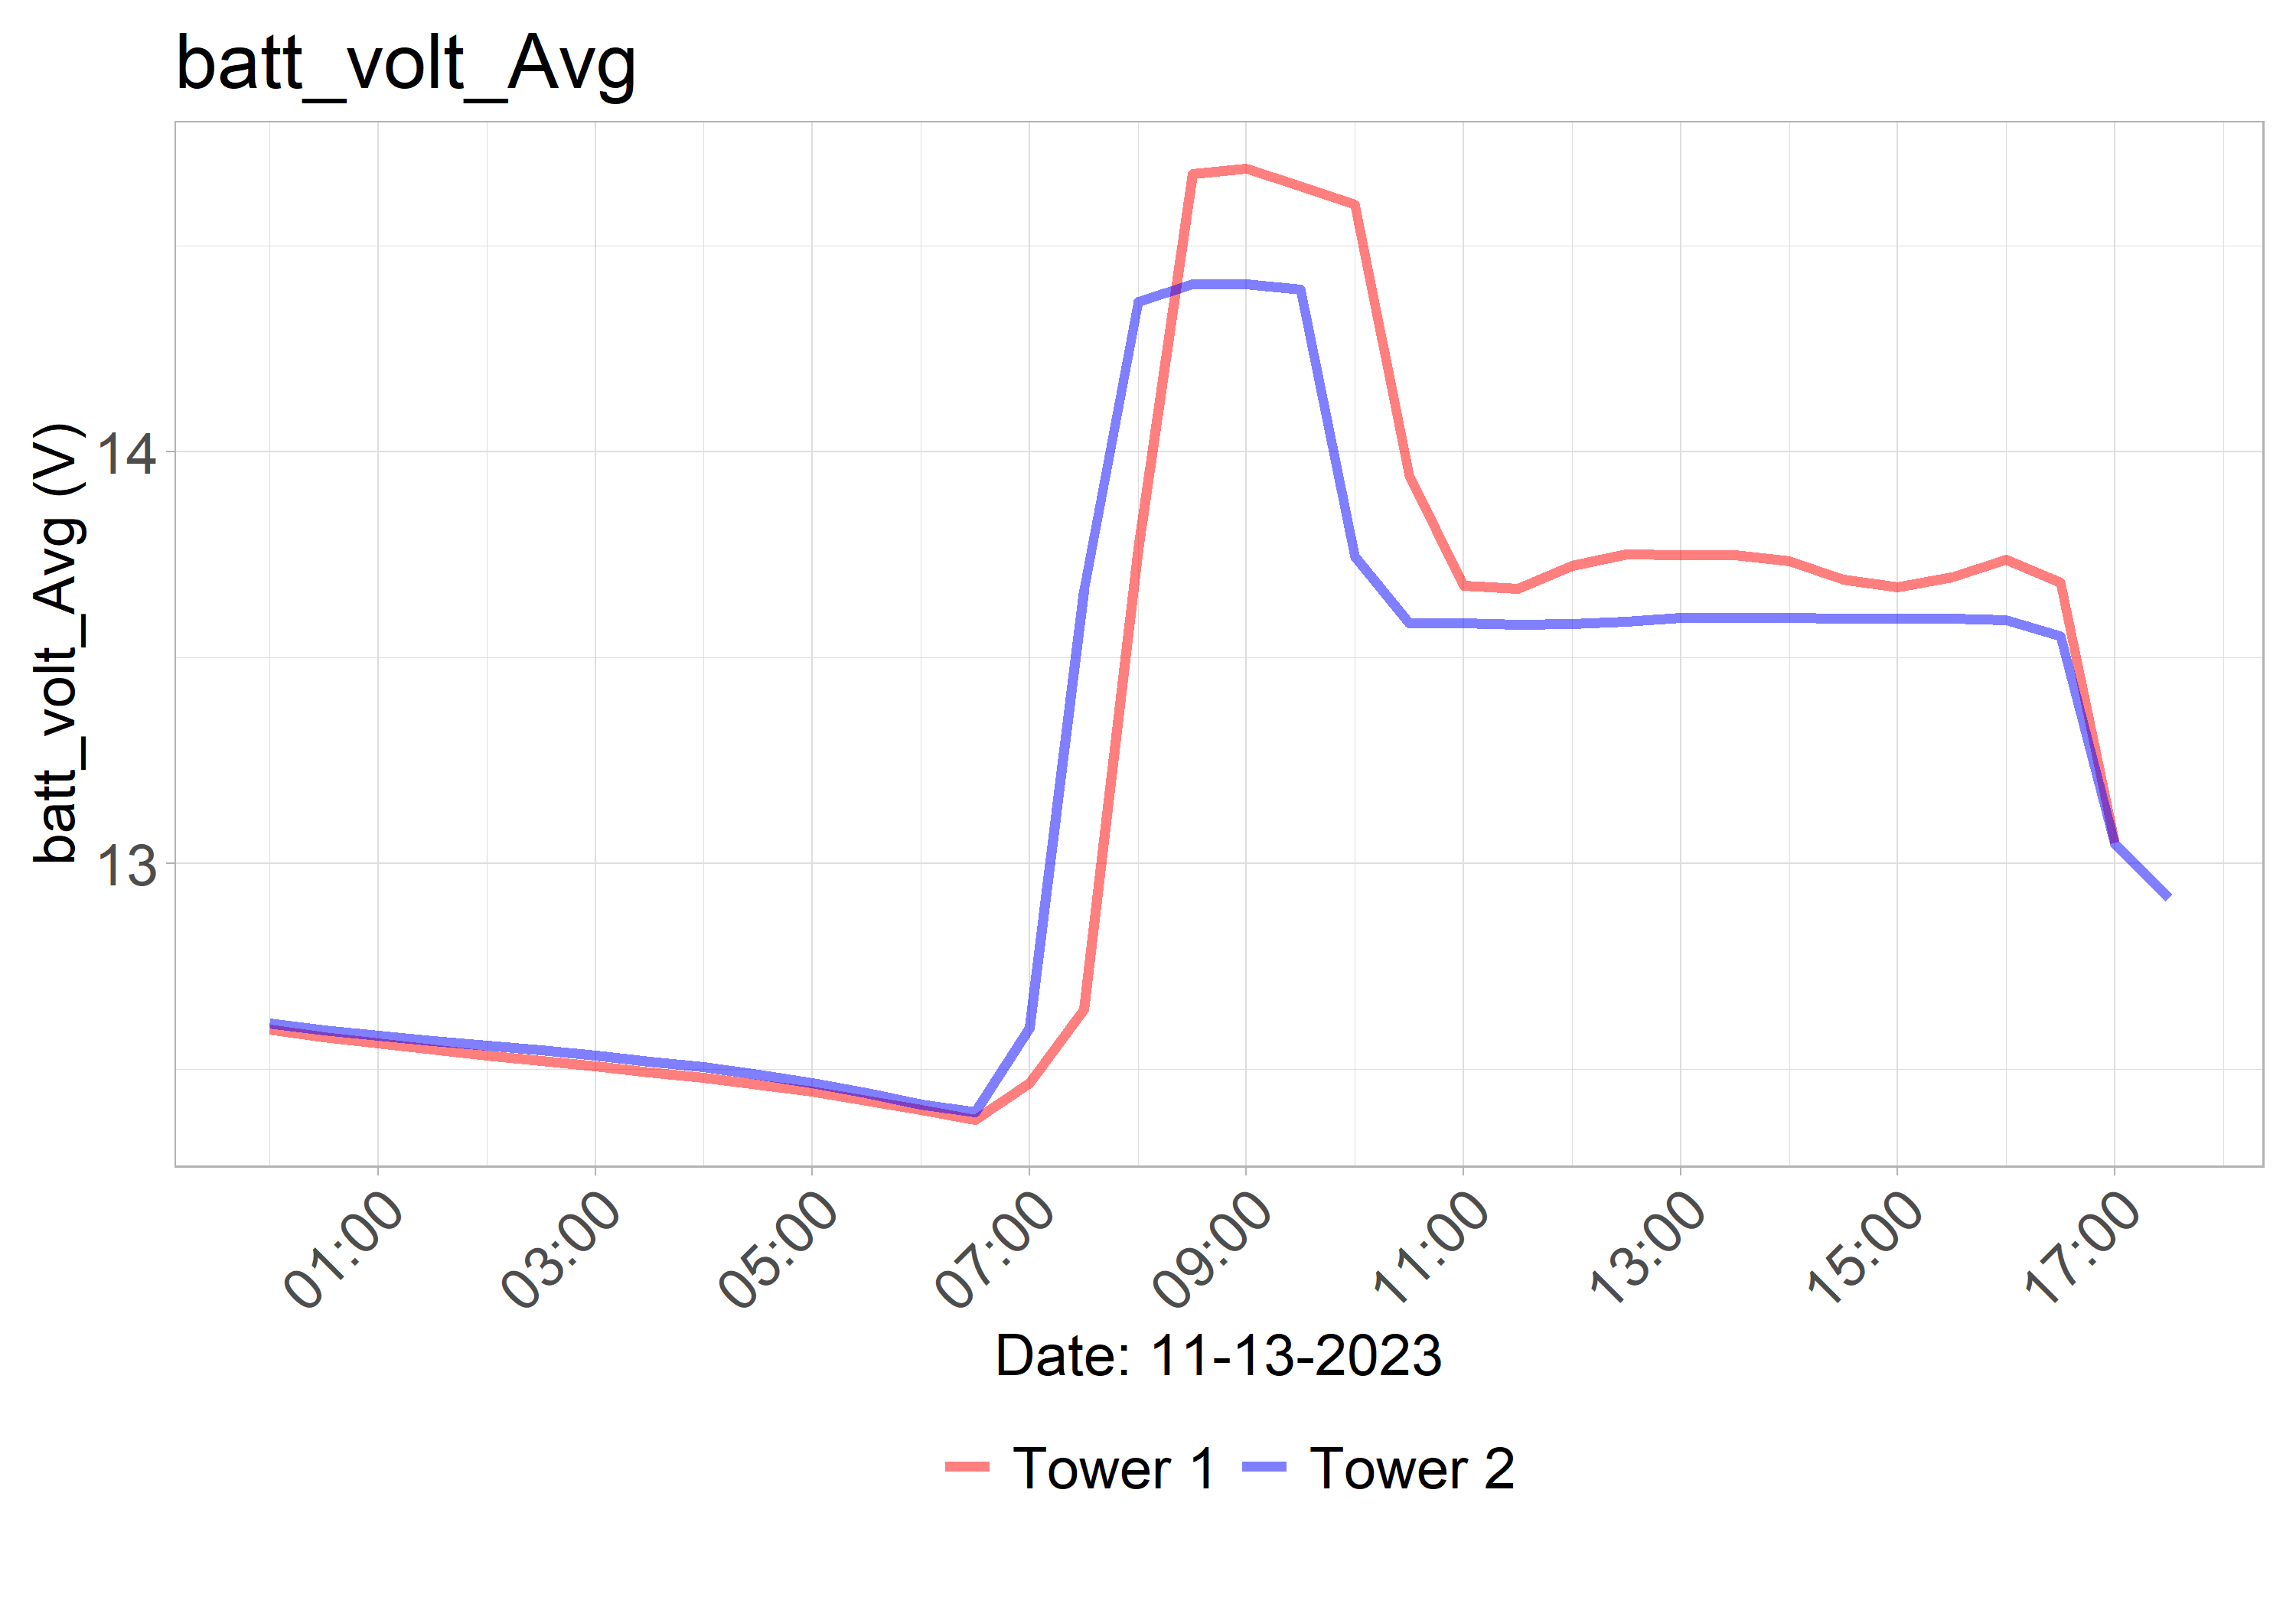 batt_volt_Avg
batt_volt_Avg (V)
14
13
01:00
03:00
05:00
07:00
09:00
11:00
13:00
15:00
17:00
Date: 11-13-2023
Tower 1
Tower 2